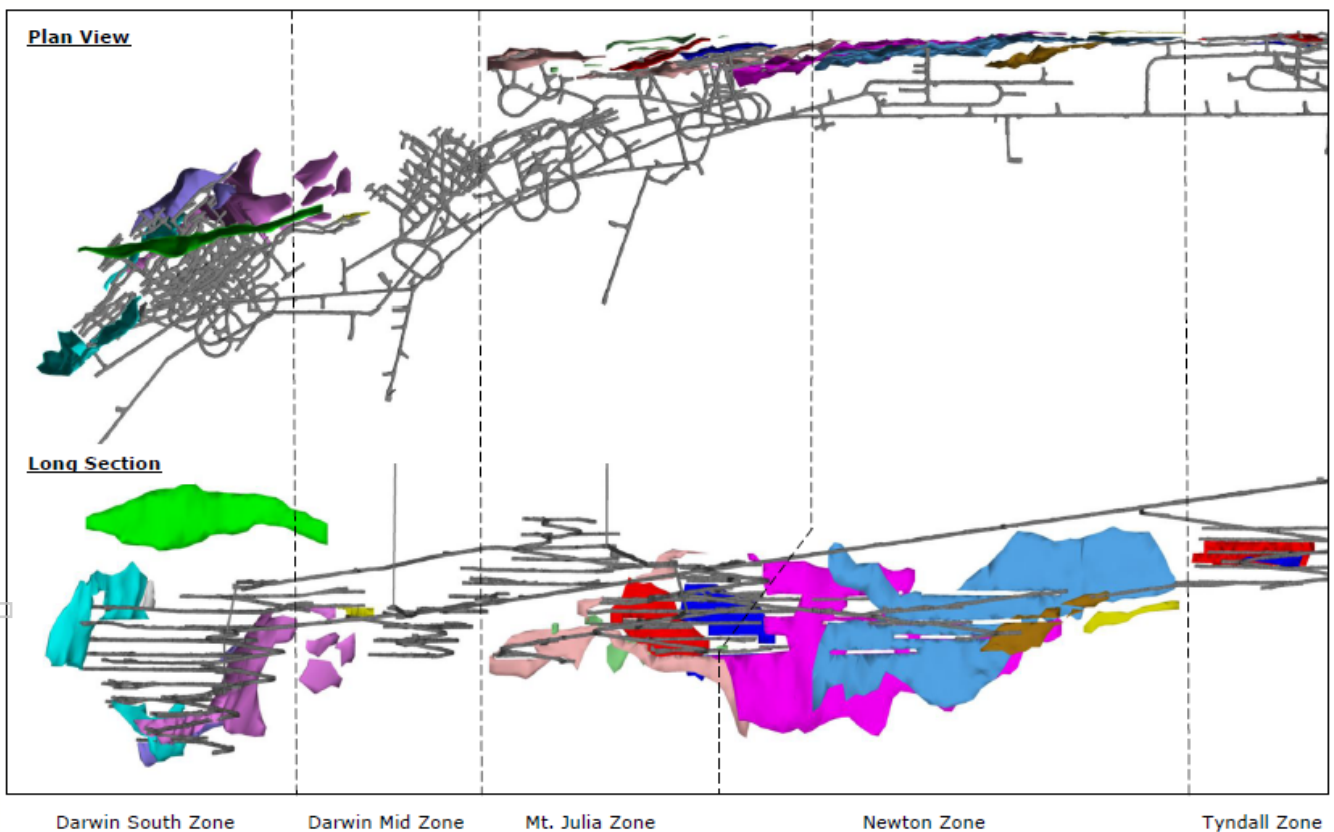 Plan View
Long Section
Darwin South Zone
Darwin Mid Zone
Mt. Julia Zone
Newton Zone
Tyndall Zone